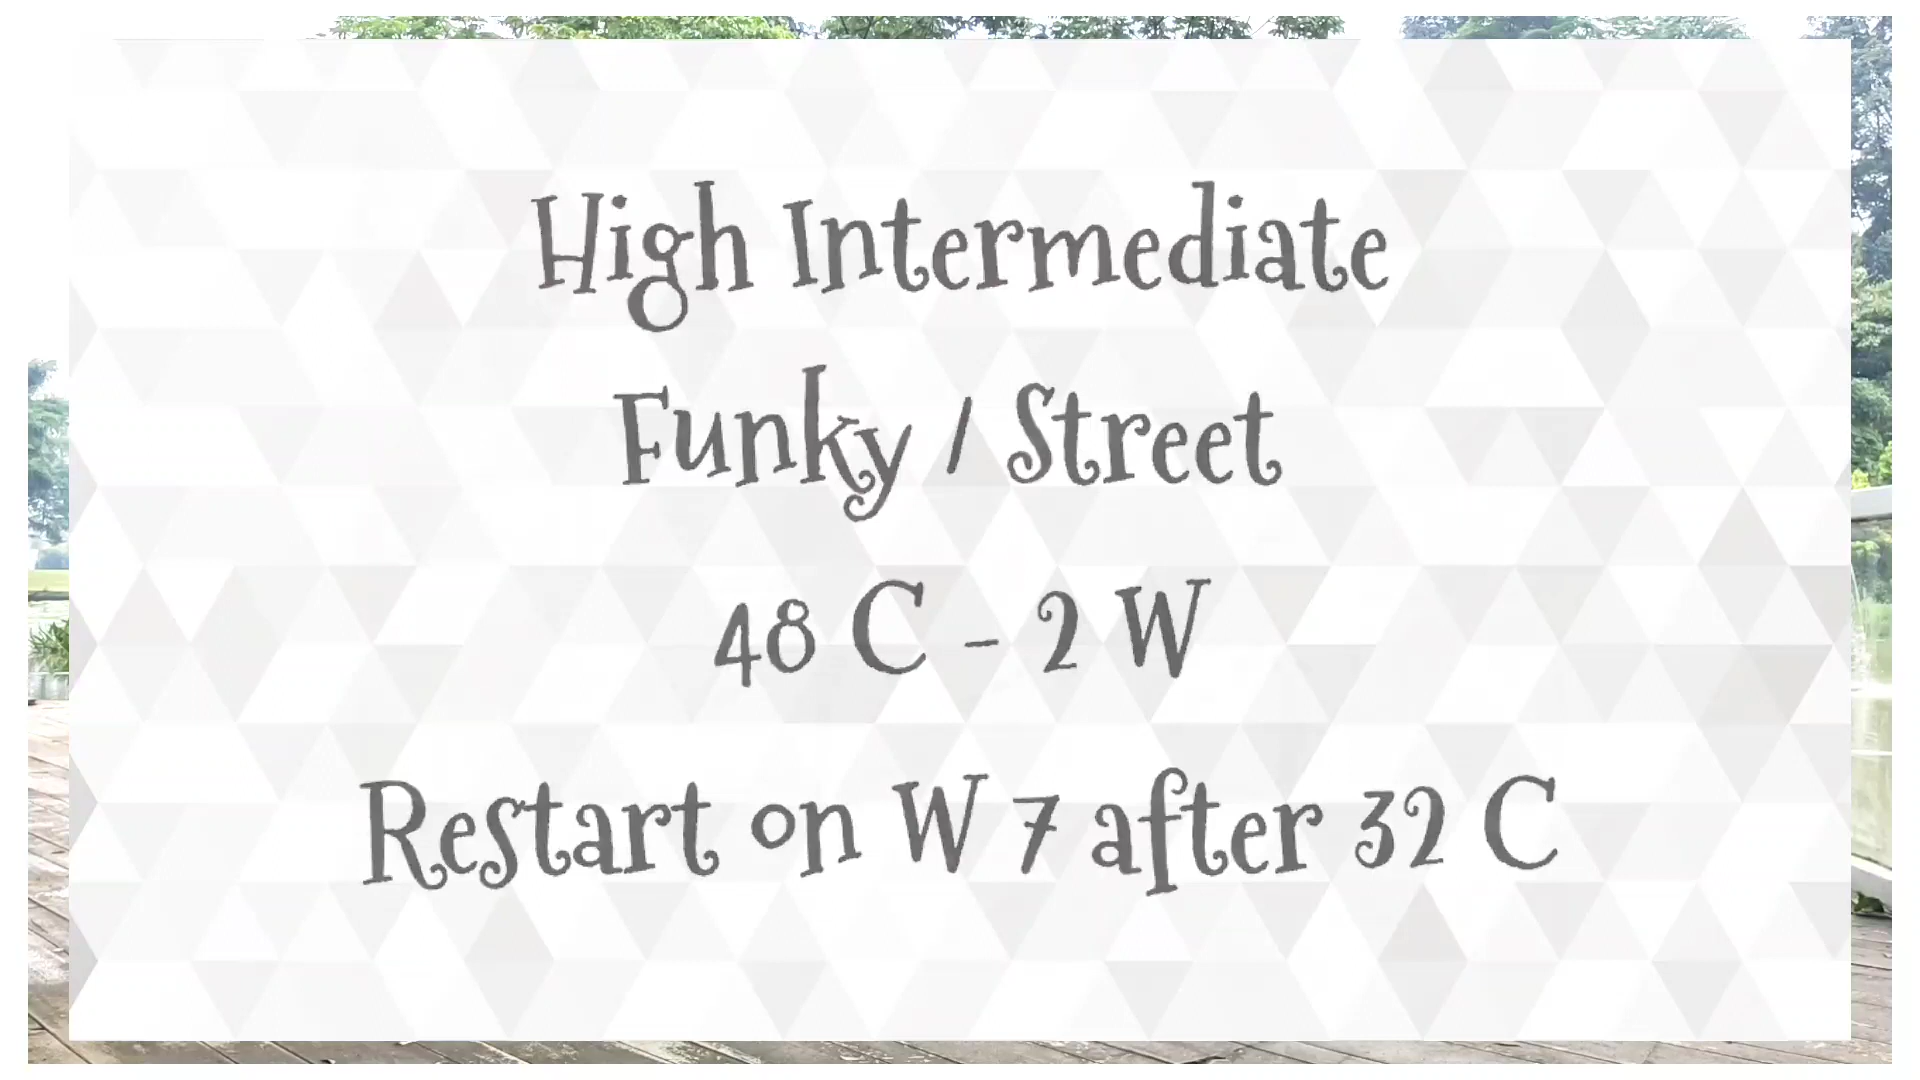 High Intermediate
Funky / Street
48 C - 2 W
Restart on W 7 after 32 C